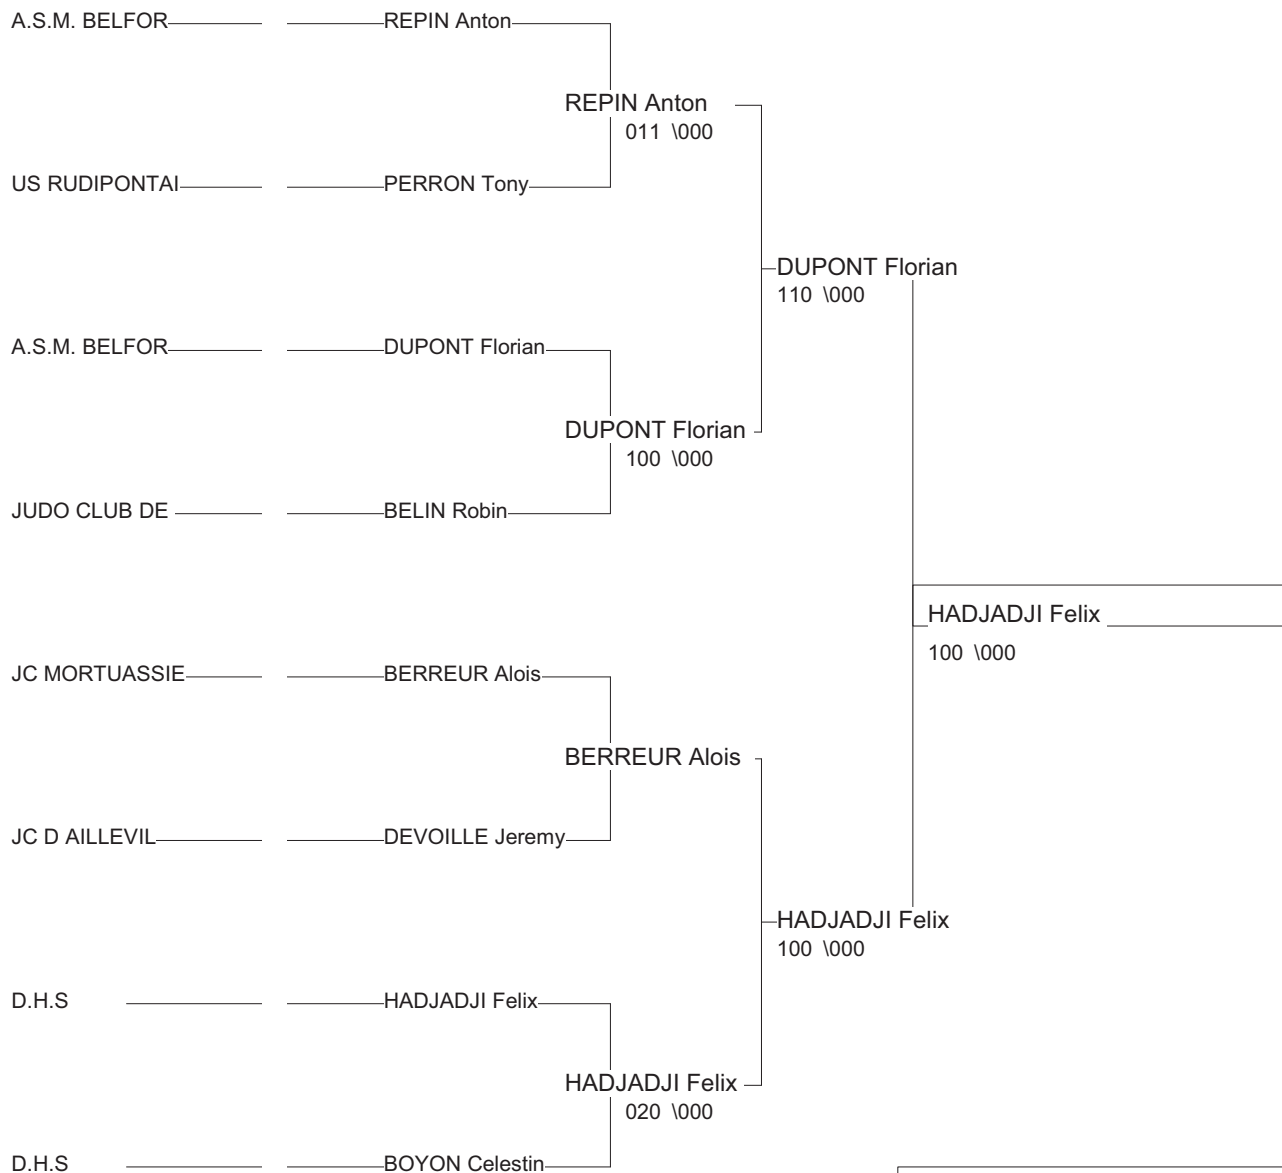 A.S.M. BELFOR REPIN Anton
REPIN Anton
011 \000
US RUDIPONTAI PERRON Tony
DUPONT Florian
110 \000
A.S.M. BELFOR DUPONT Florian
DUPONT Florian
100 \000
JUDO CLUB DE BELIN Robin
HADJADJI Felix
100 \000
JC MORTUASSIE BERREUR Alois
BERREUR Alois
JC D AILLEVIL DEVOILLE Jeremy
HADJADJI Felix
100 \000
D.H.S HADJADJI Felix
HADJADJI Felix
020 \000
D.H.S BOYON Celestin